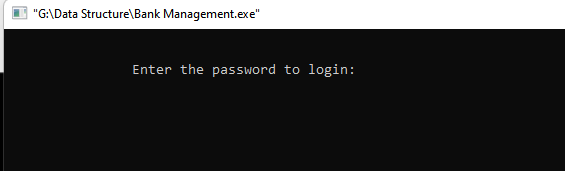 "G:\Data Structure\Bank Management.exe"
Enter the password to login: